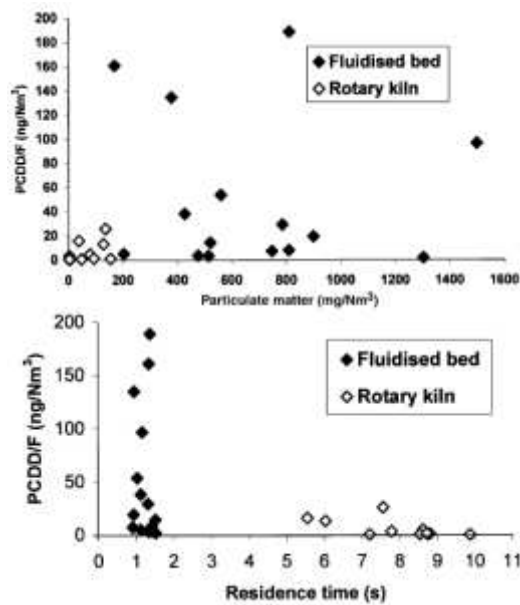 200
180
160
140
120
100
80
60
40
20
0
PCDD/F (ng/Nm³)
Fluidised bed
Rotary kiln
0 200 400 600 800 1000 1200 1400 1600
Particulate matter (mg/Nm³)
200
150
100
50
0
PCDD/F (ng/Nm³)
Fluidised bed
Rotary kiln
0 1 2 3 4 5 6 7 8 9 10 11
Residence time (s)